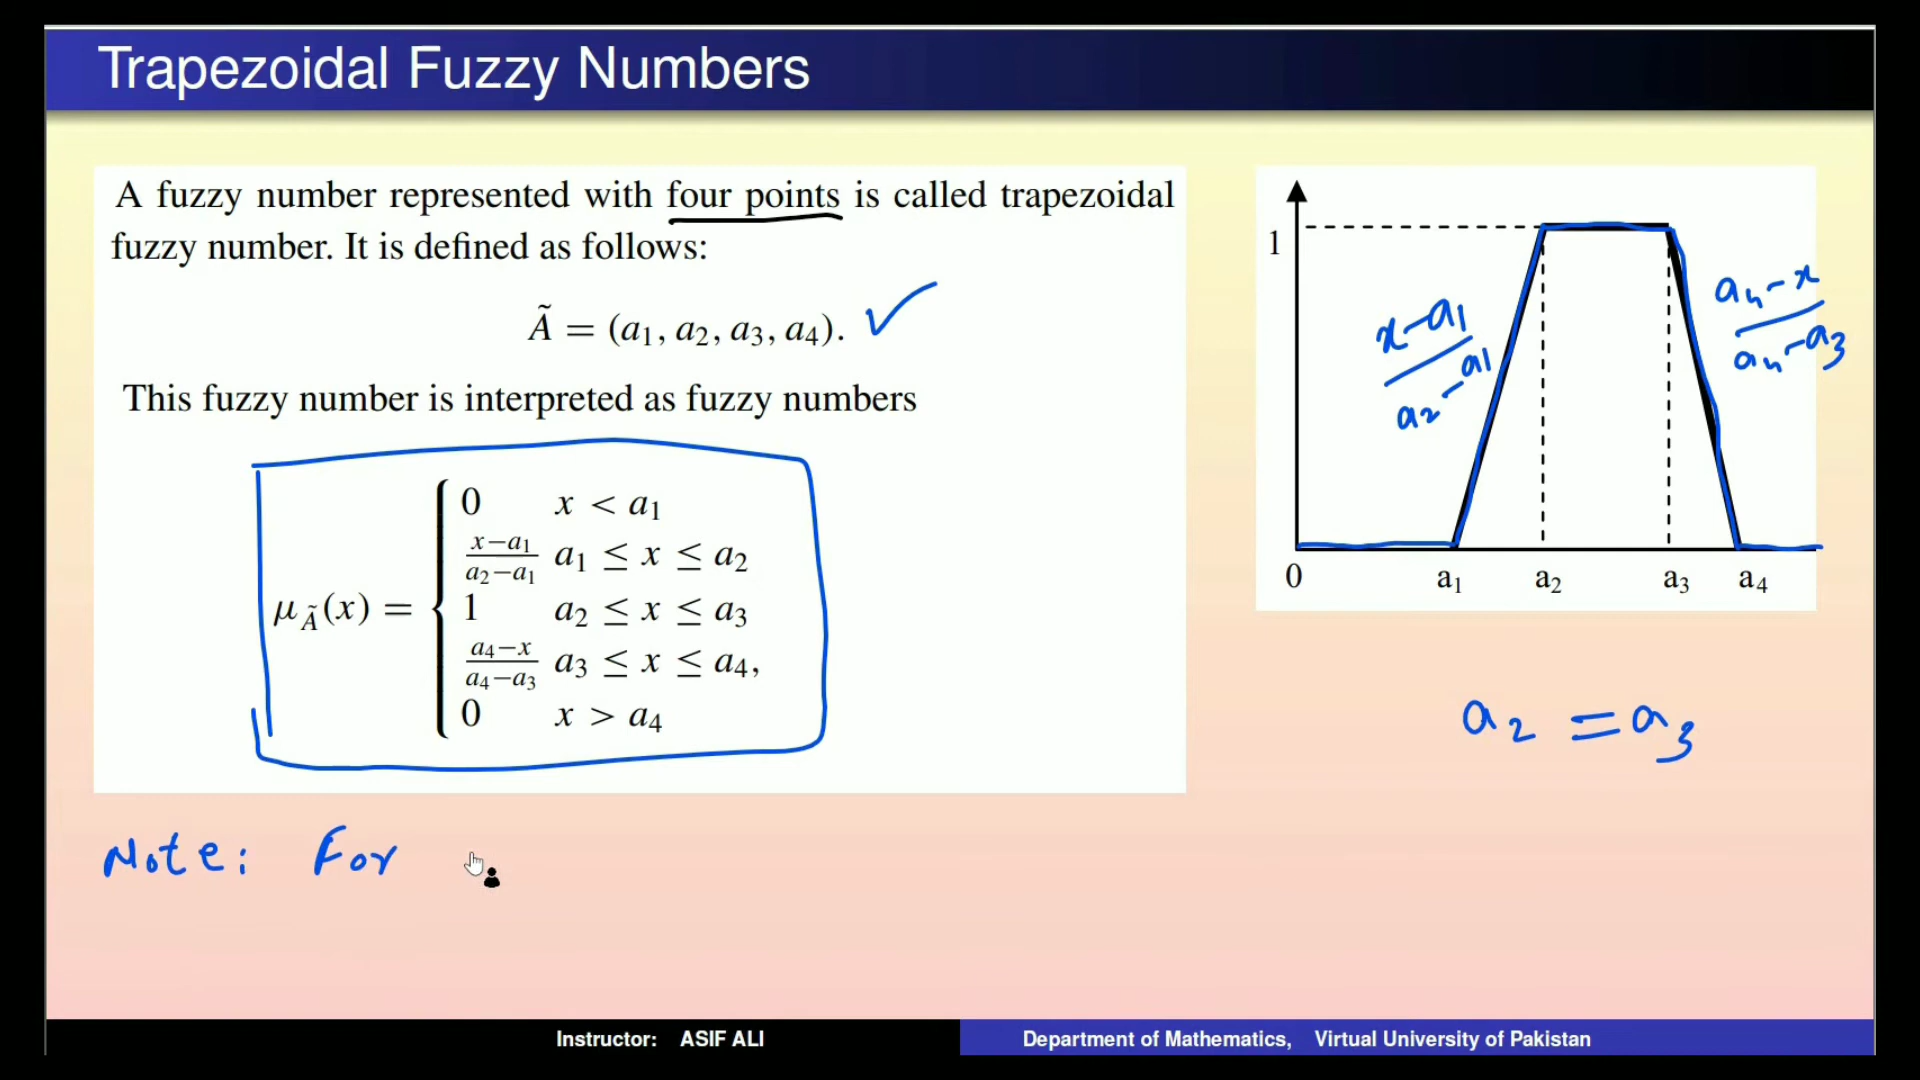 Trapezoidal Fuzzy Numbers
A fuzzy number represented with four points is called trapezoidal
fuzzy number. It is defined as follows:
Ã = (a₁, a₂, a₃, a₄).
This fuzzy number is interpreted as fuzzy numbers
μ_Ã(x) = {
0 x < a₁
(x−a₁)/(a₂−a₁) a₁ ≤ x ≤ a₂
1 a₂ ≤ x ≤ a₃
(a₄−x)/(a₄−a₃) a₃ ≤ x ≤ a₄,
0 x > a₄
1
(x−a₁)/(a₂−a₁)
(a₄−x)/(a₄−a₃)
0 a₁ a₂ a₃ a₄
a₂ = a₃
Note: For
Instructor: ASIF ALI
Department of Mathematics, Virtual University of Pakistan